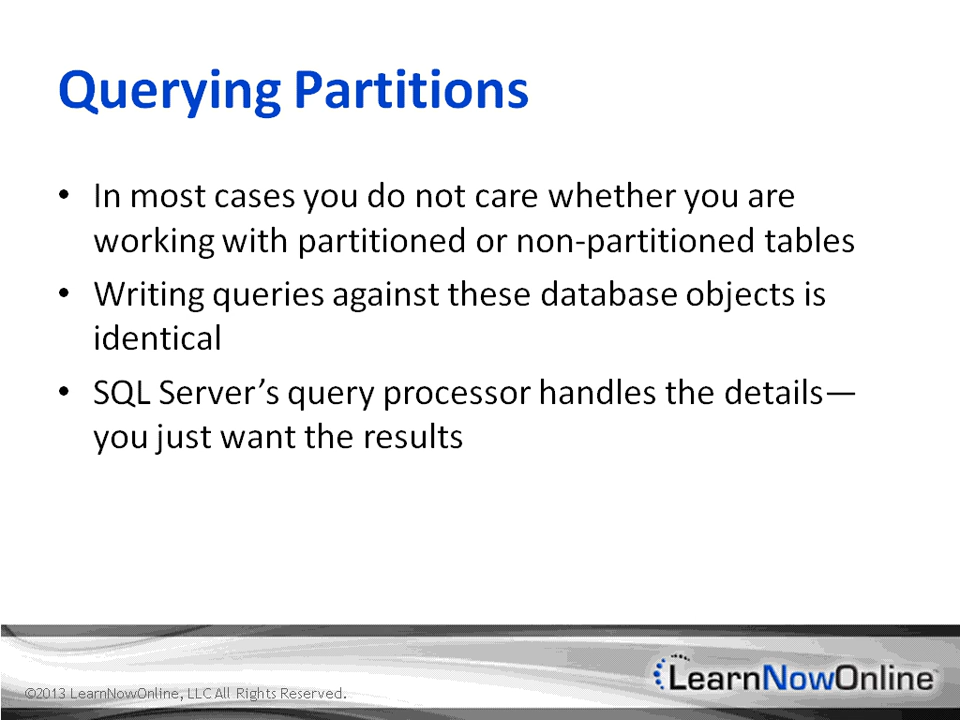 Querying Partitions
• In most cases you do not care whether you are
working with partitioned or non-partitioned tables
• Writing queries against these database objects is
identical
• SQL Server’s query processor handles the details—
you just want the results
©2013 LearnNowOnline, LLC All Rights Reserved.
LearnNowOnline